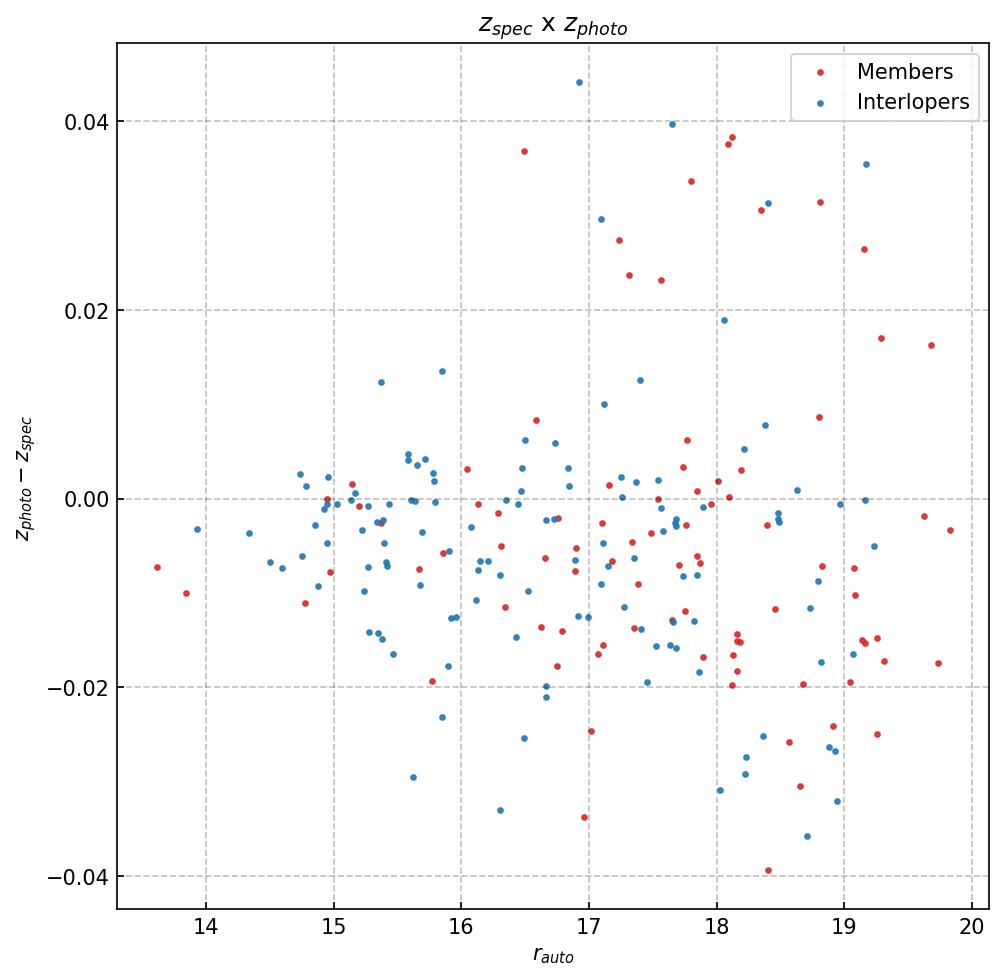 z_spec x z_photo
Members
Interlopers
0.04
0.02
0.00
−0.02
−0.04
z_photo − z_spec
14 15 16 17 18 19 20
r_auto